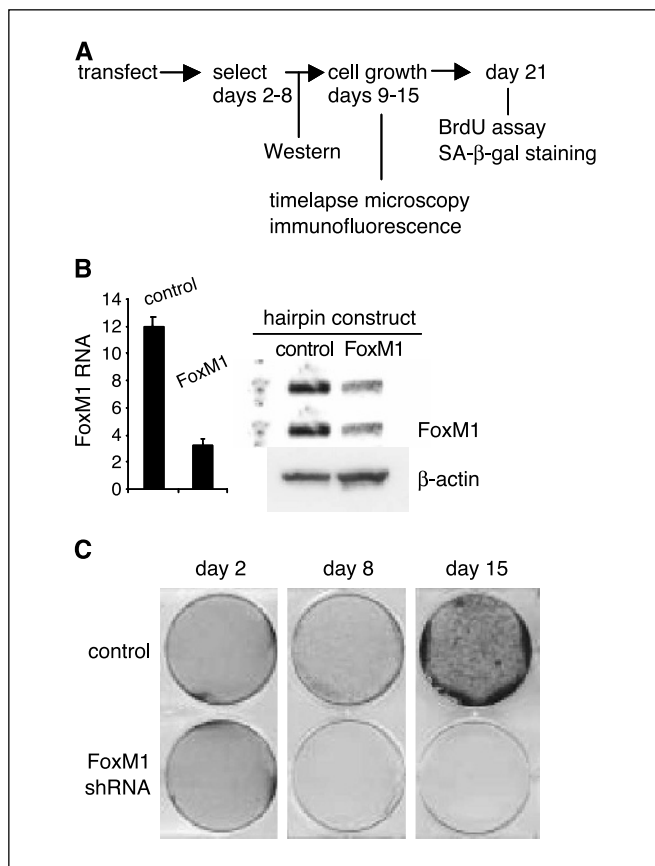 A
transfect select cell growth day 21
days 2-8 days 9-15
Western
BrdU assay
SA-β-gal staining
timelapse microscopy
immunofluorescence
B
FoxM1 RNA
14
12
10
8
6
4
2
0
control
FoxM1
hairpin construct
control FoxM1
FoxM1
β-actin
C
day 2 day 8 day 15
control
FoxM1
shRNA